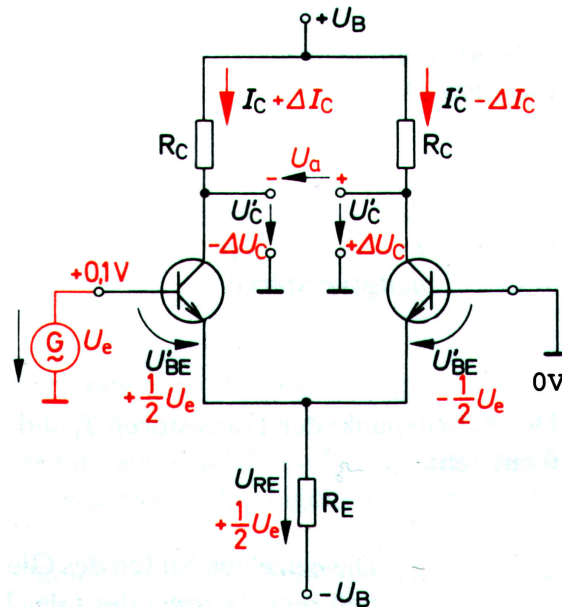 +U_B
I_C + ΔI_C
I'_C - ΔI_C
R_C
R_C
U_a
- +
U'_C
U'_C
-ΔU_C
+ΔU_C
+0,1V
G
~
U_e
U'_BE
U'_BE
+1/2 U_e
-1/2 U_e
0V
U_RE
R_E
+1/2 U_e
-U_B